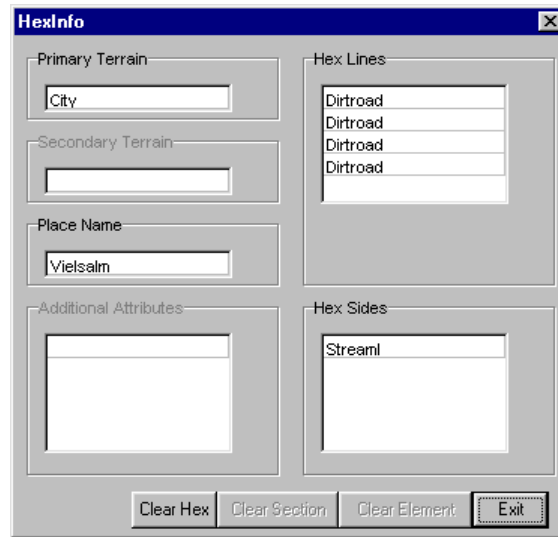 HexInfo
Primary Terrain
City
Secondary Terrain
Place Name
Vielsalm
Additional Attributes
Hex Lines
Dirtroad
Dirtroad
Dirtroad
Dirtroad
Hex Sides
Streaml
Clear Hex
Clear Section
Clear Element
Exit